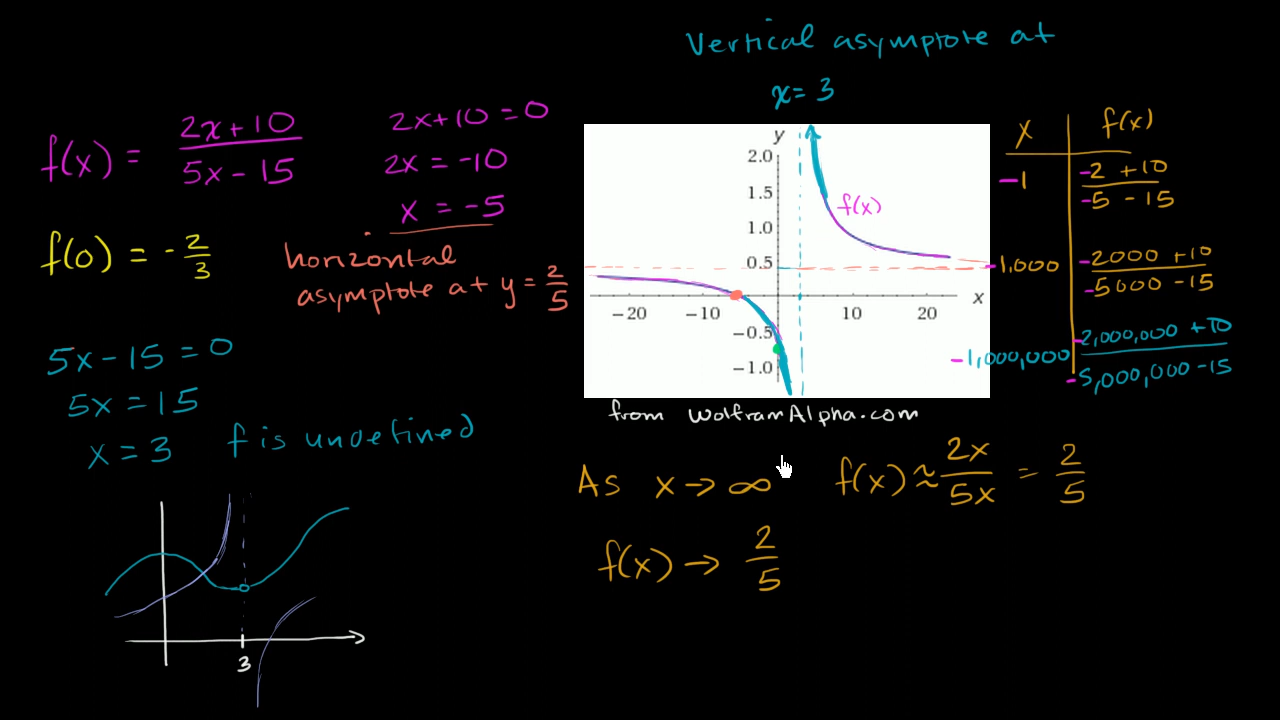 Vertical asymptote at
x = 3
f(x) = (2x+10)/(5x-15)
2x+10 = 0
2x = -10
x = -5
f(0) = -2/3
horizontal
asymptote at y = 2/5
5x-15 = 0
5x = 15
x = 3 f is undefined
3
y
2.0
1.5
1.0
0.5
-0.5
-1.0
-20 -10 10 20 x
f(x)
from WolframAlpha.com
x f(x)
-1 (-2+10)/(-5-15)
-1,000 (-2000+10)/(-5000-15)
-1,000,000 (-2,000,000+10)/(-5,000,000-15)
As x → ∞ f(x) ≈ 2x/5x = 2/5
f(x) → 2/5